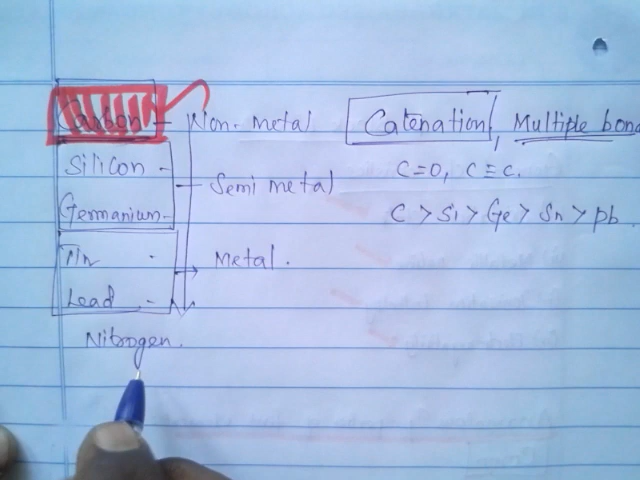 Carbon - Non-metal Catenation, Multiple bond
Silicon - Semi metal C=O, C≡C.
Germanium - C > Si > Ge > Sn > pb.
Tin - Metal.
Lead -
Nitrogen.